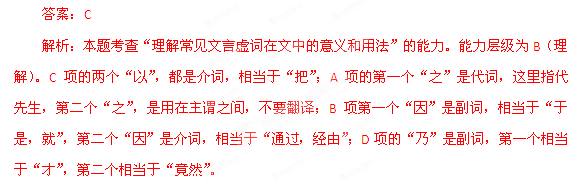 答案：C
解析：本题考查“理解常见文言虚词在文中的意义和用法”的能力。能力层级为 B（理
解）。C 项的两个“以”，都是介词，相当于“把”；A 项的第一个“之”是代词，这里指代
先生，第二个“之”，是用在主谓之间，不要翻译；B 项第一个“因”是副词，相当于“于
是，就”，第二个“因”是介词，相当于“通过，经由”；D 项的“乃”是副词，第一个相当
于“才”，第二个相当于“竟然”。